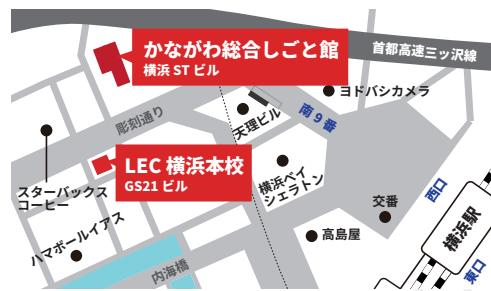 首都高速三ツ沢線
かながわ総合しごと館
横浜 ST ビル
ヨドバシカメラ
南9番
天理ビル
彫刻通り
LEC 横浜本校
GS21 ビル
横浜ベイ
シェラトン
スターバックス
コーヒー
西口
交番
ハマボールイアス
高島屋
横浜駅
内海橋
東口